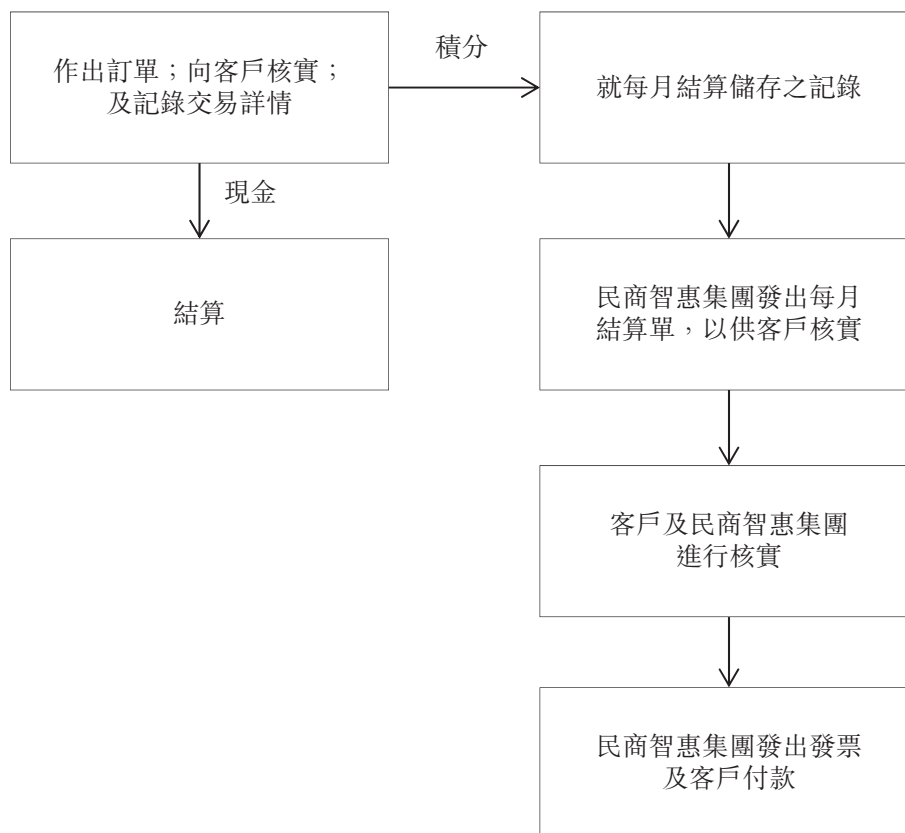 作出訂單；向客戶核實；
及記錄交易詳情
積分
就每月結算儲存之記錄
現金
結算
民商智惠集團發出每月
結算單，以供客戶核實
客戶及民商智惠集團
進行核實
民商智惠集團發出發票
及客戶付款